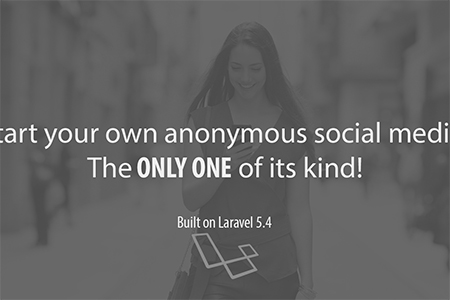 tart your own anonymous social medi
The ONLY ONE of its kind!
Built on Laravel 5.4